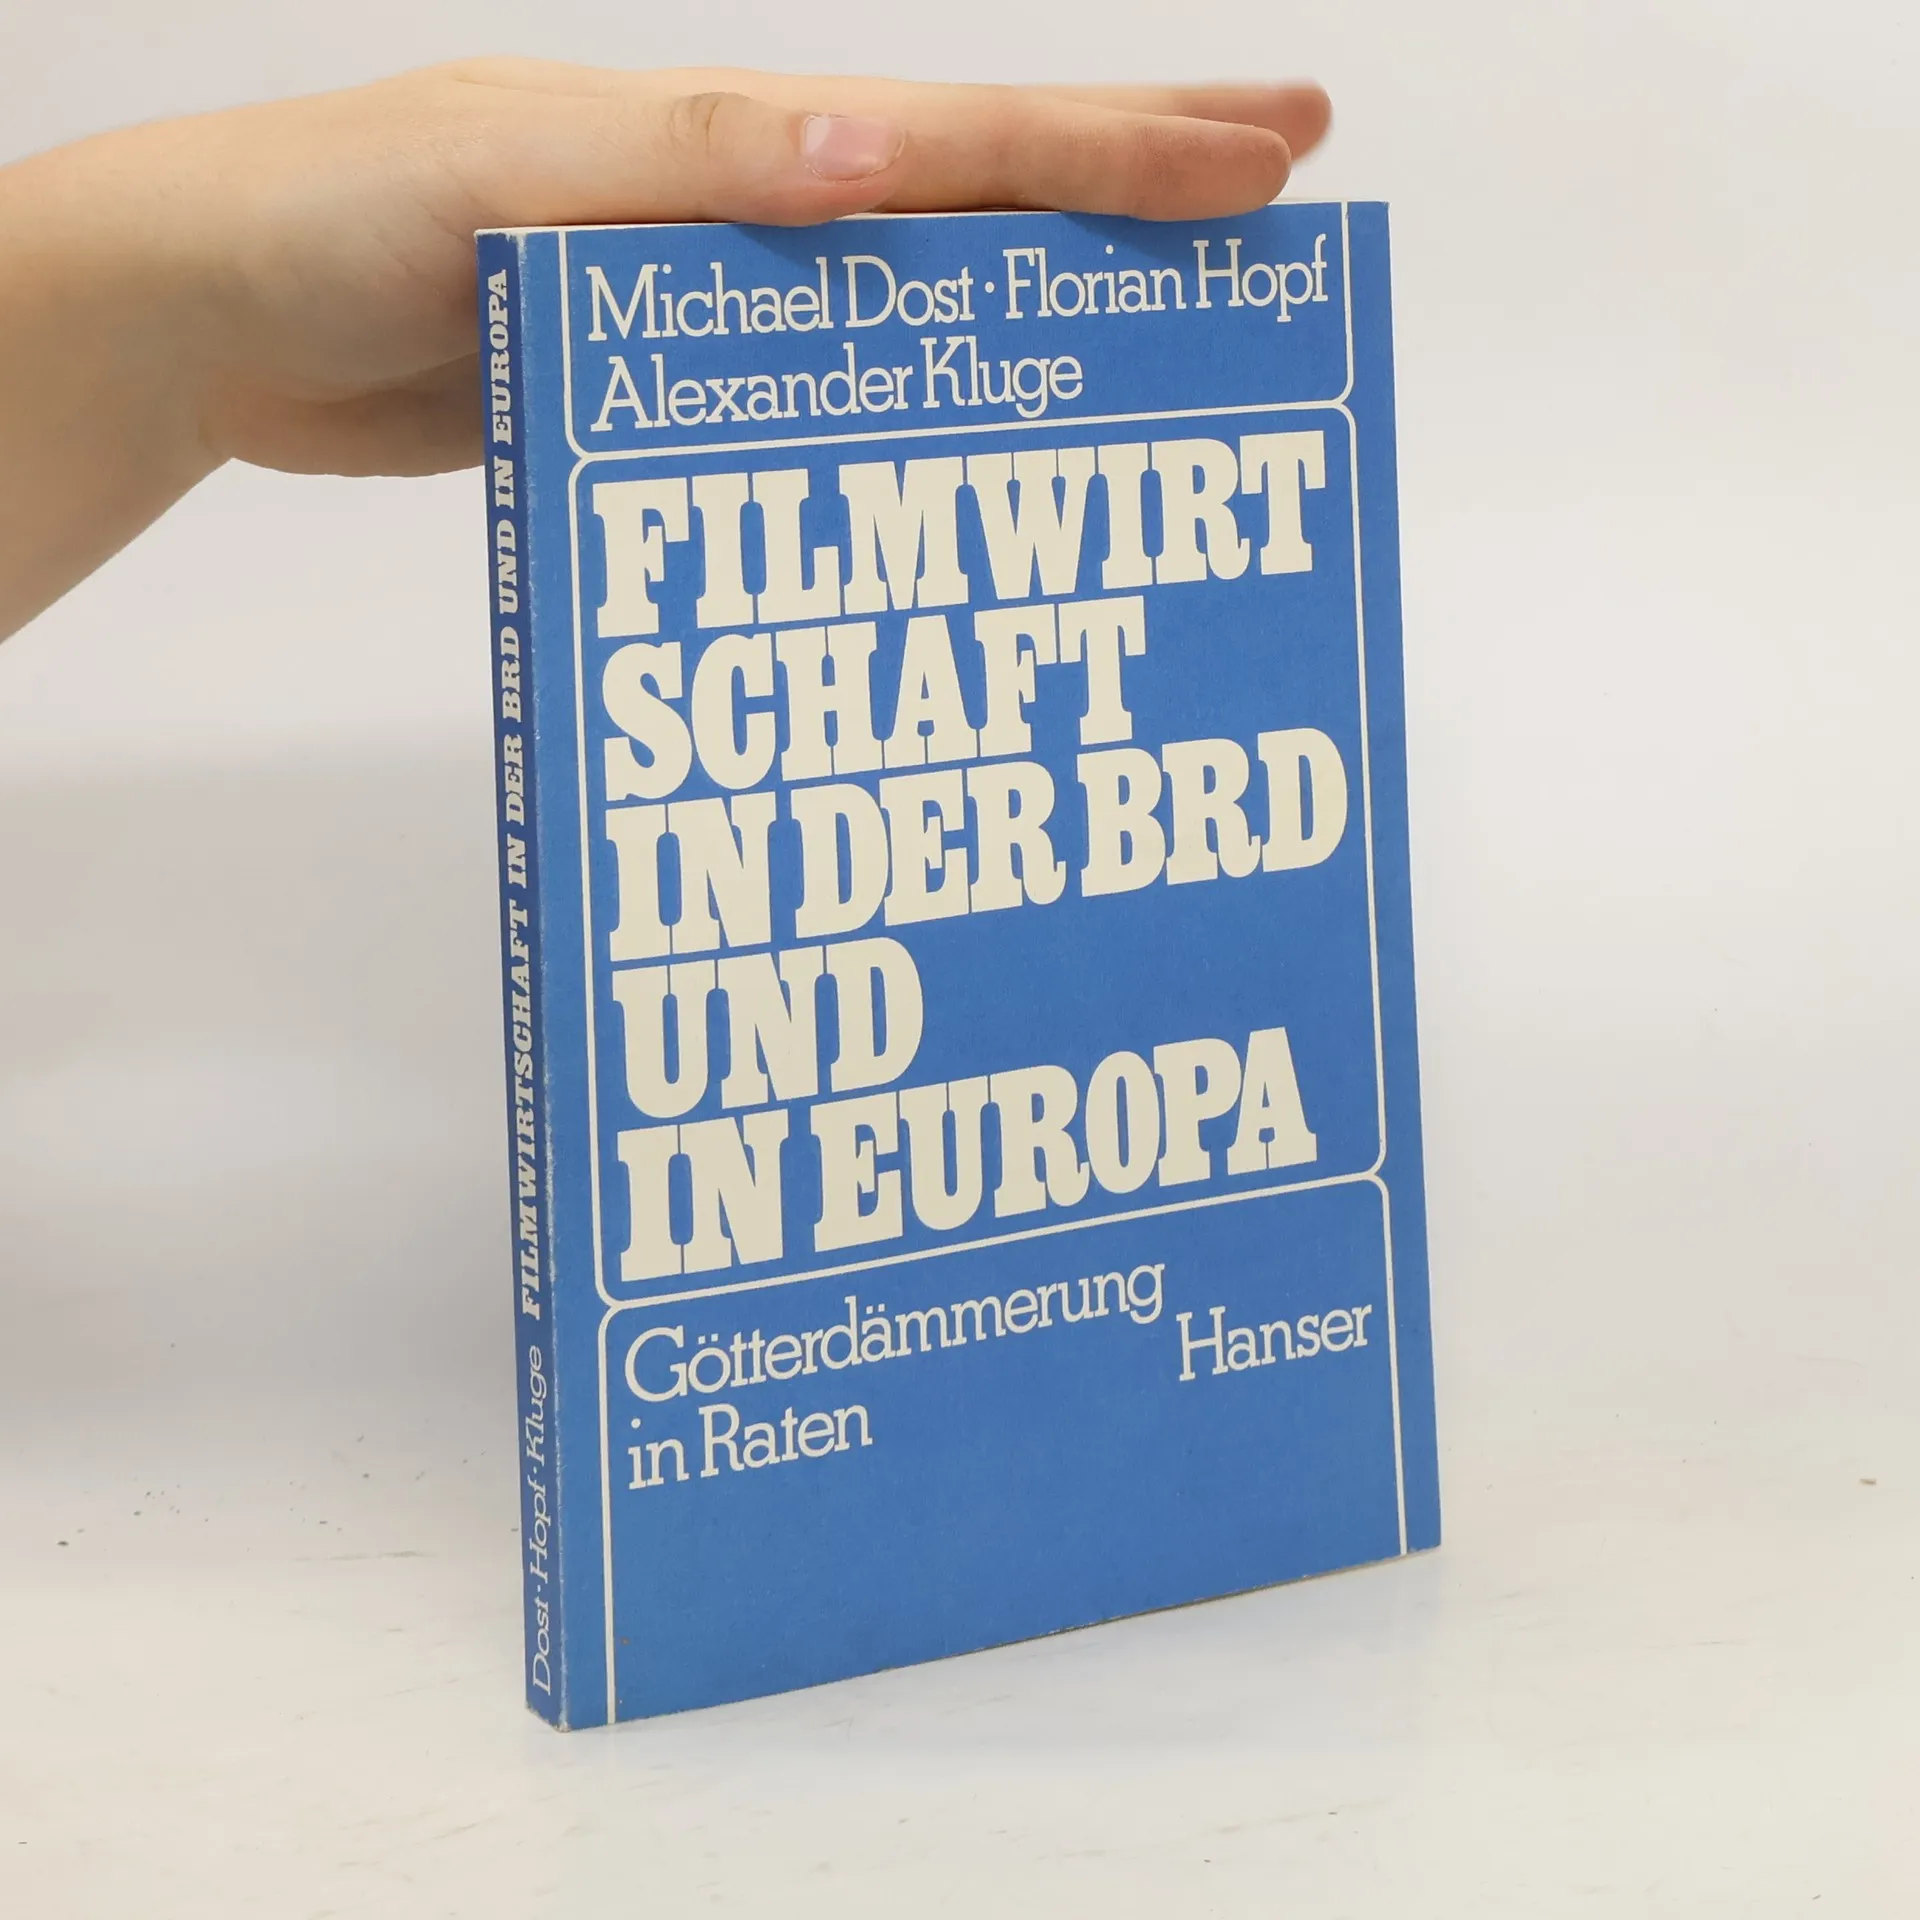 Michael Dost · Florian Hopf
Alexander Kluge
FILMWIRT
SCHAFT
IN DER BRD
UND
IN EUROPA
Götterdämmerung
in Raten
Hanser
Dost · Hopf · Kluge FILMWIRTSCHAFT IN DER BRD UND IN EUROPA